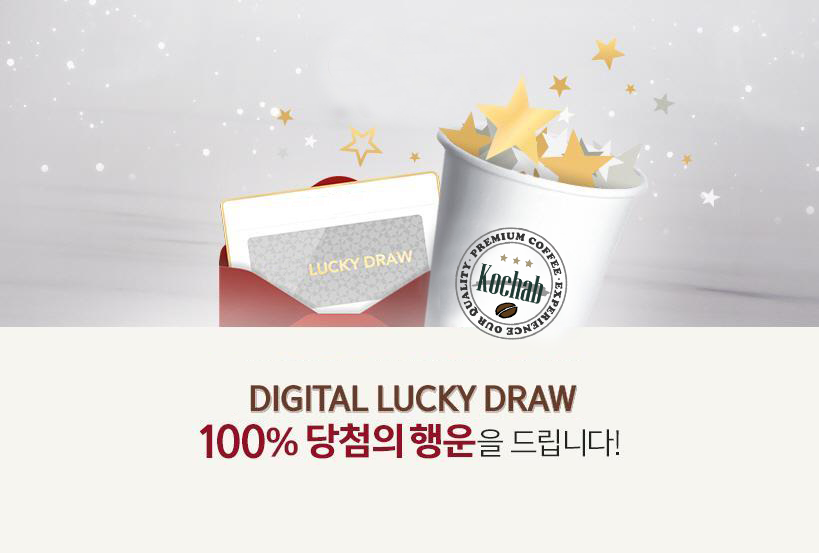 LUCKY DRAW
PREMIUM COFFEE · EXPERIENCE OUR QUALITY ·
Kochab
DIGITAL LUCKY DRAW
100% 당첨의 행운을 드립니다!